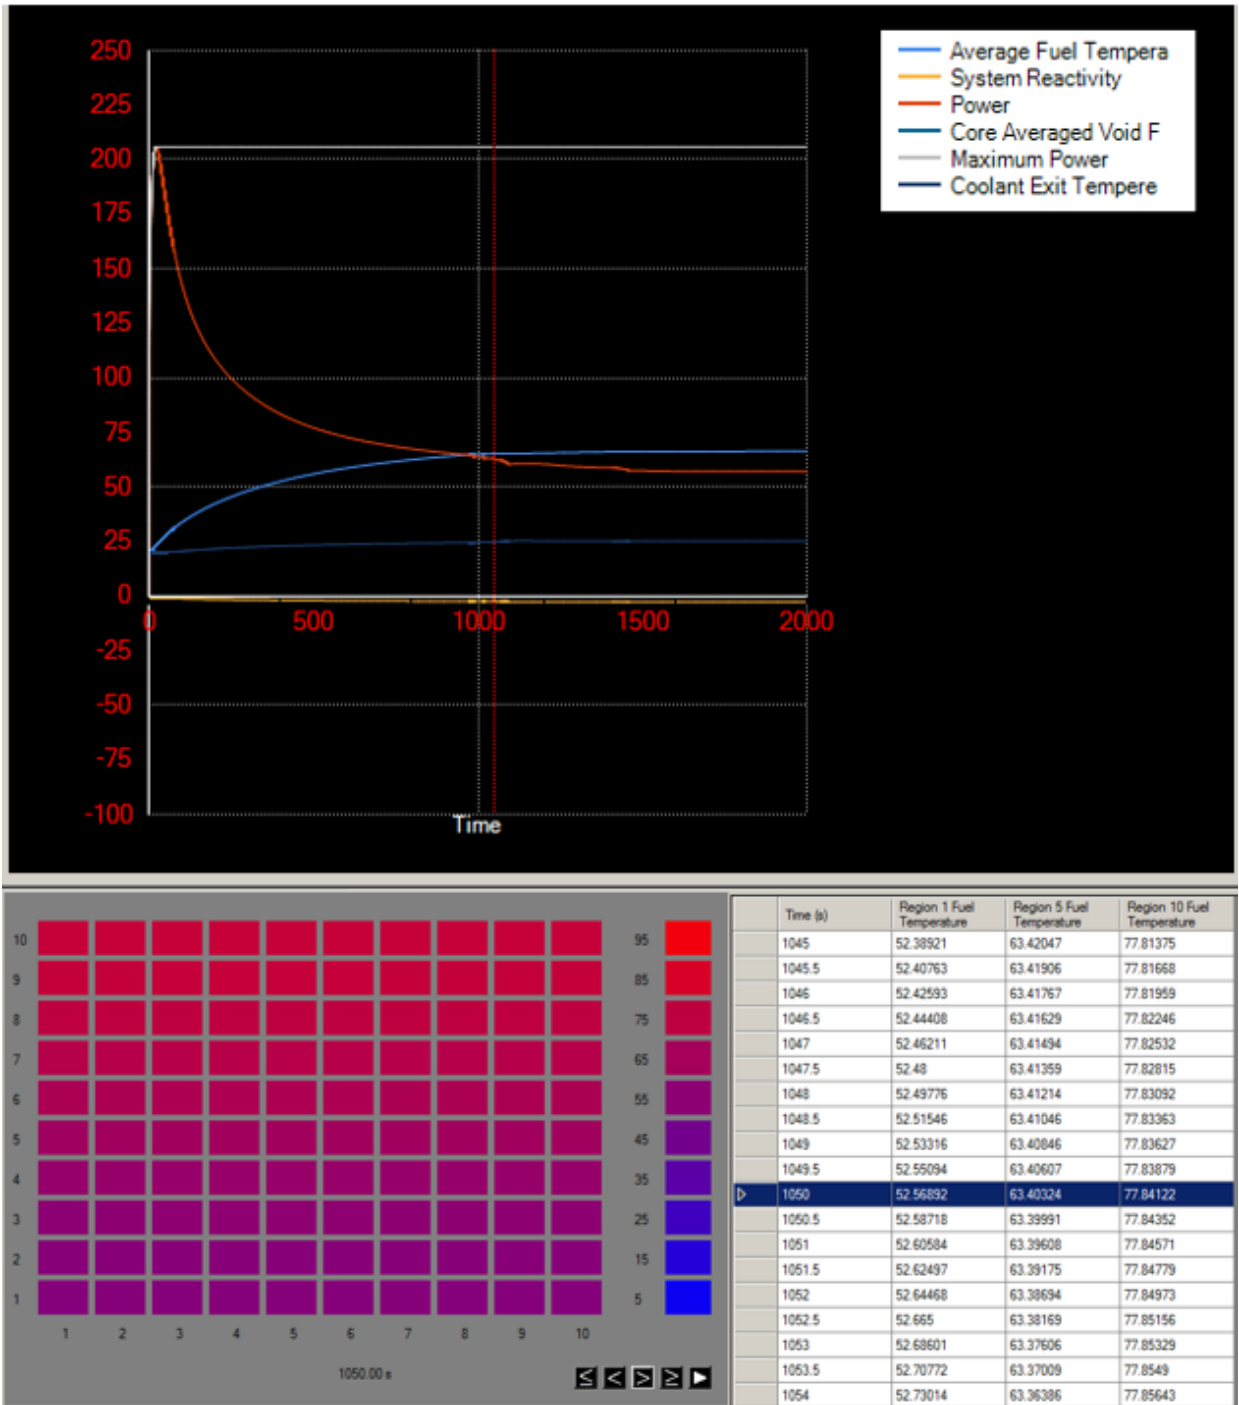 250
225
200
175
150
125
100
75
50
25
0
-25
-50
-75
-100
0 500 1000 1500 2000
Time
Average Fuel Tempera
System Reactivity
Power
Core Averaged Void F
Maximum Power
Coolant Exit Tempere
10 95
9 85
8 75
7 65
6 55
5 45
4 35
3 25
2 15
1 5
1 2 3 4 5 6 7 8 9 10
1050.00 s
≤ < > ≥
Time (s) Region 1 Fuel Temperature Region 5 Fuel Temperature Region 10 Fuel Temperature
1045 52.38921 63.42047 77.81375
1045.5 52.40763 63.41906 77.81668
1046 52.42593 63.41767 77.81959
1046.5 52.44408 63.41629 77.82246
1047 52.46211 63.41494 77.82532
1047.5 52.48 63.41359 77.82815
1048 52.49776 63.41214 77.83092
1048.5 52.51546 63.41046 77.83363
1049 52.53316 63.40846 77.83627
1049.5 52.55094 63.40607 77.83879
1050 52.56892 63.40324 77.84122
1050.5 52.58718 63.39991 77.84352
1051 52.60584 63.39608 77.84571
1051.5 52.62497 63.39175 77.84779
1052 52.64468 63.38694 77.84973
1052.5 52.665 63.38169 77.85156
1053 52.68601 63.37606 77.85329
1053.5 52.70772 63.37009 77.8549
1054 52.73014 63.36386 77.85643